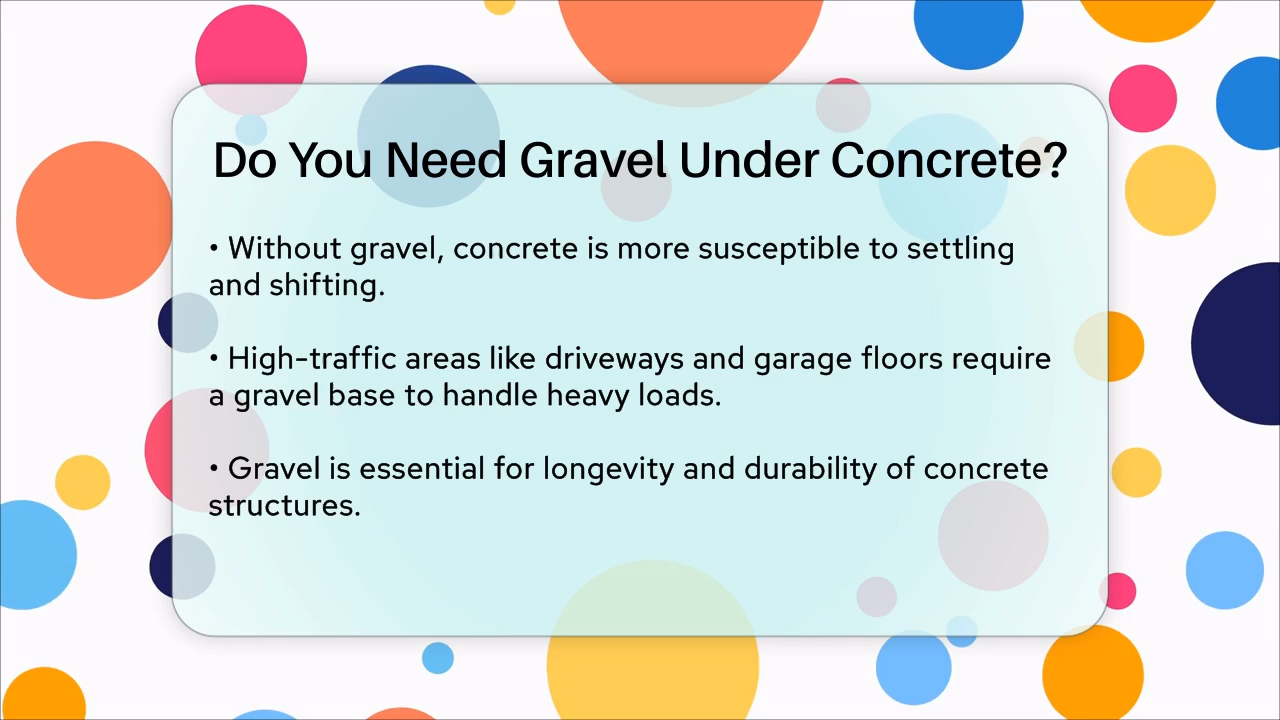 Do You Need Gravel Under Concrete?
• Without gravel, concrete is more susceptible to settling
and shifting.
• High-traffic areas like driveways and garage floors require
a gravel base to handle heavy loads.
• Gravel is essential for longevity and durability of concrete
structures.